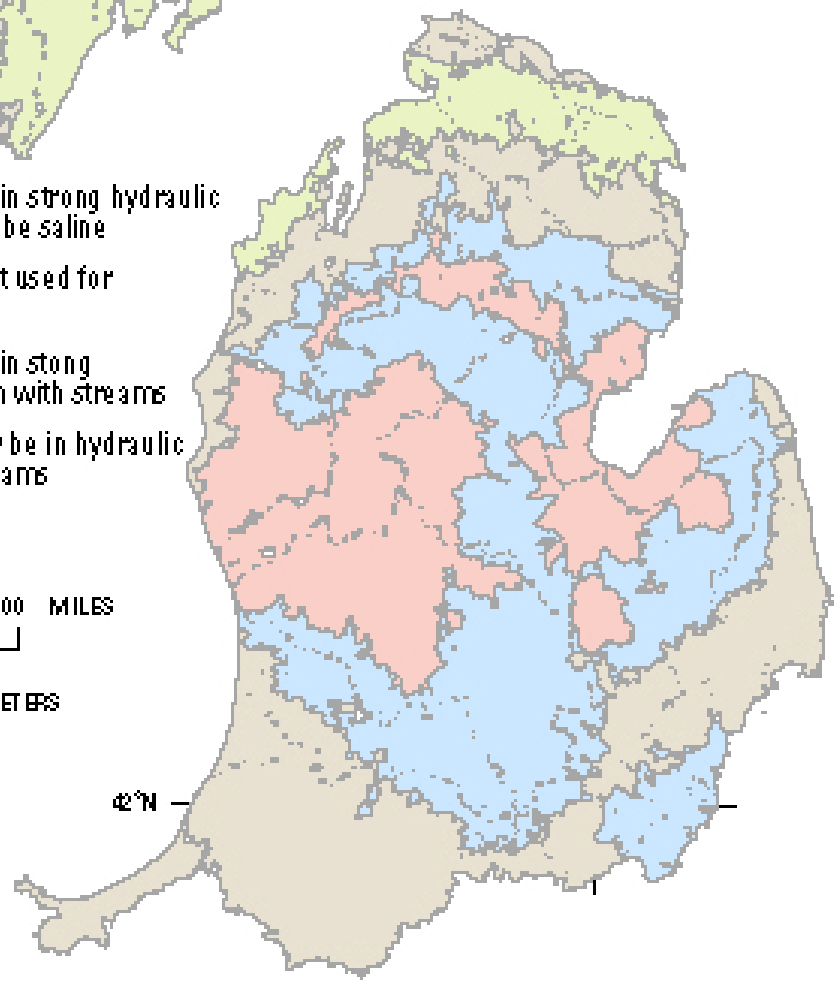 in strong hydraulic
be saline
t used for
in stong
with streams
be in hydraulic
ams
00 MILES
ETERS
42°N